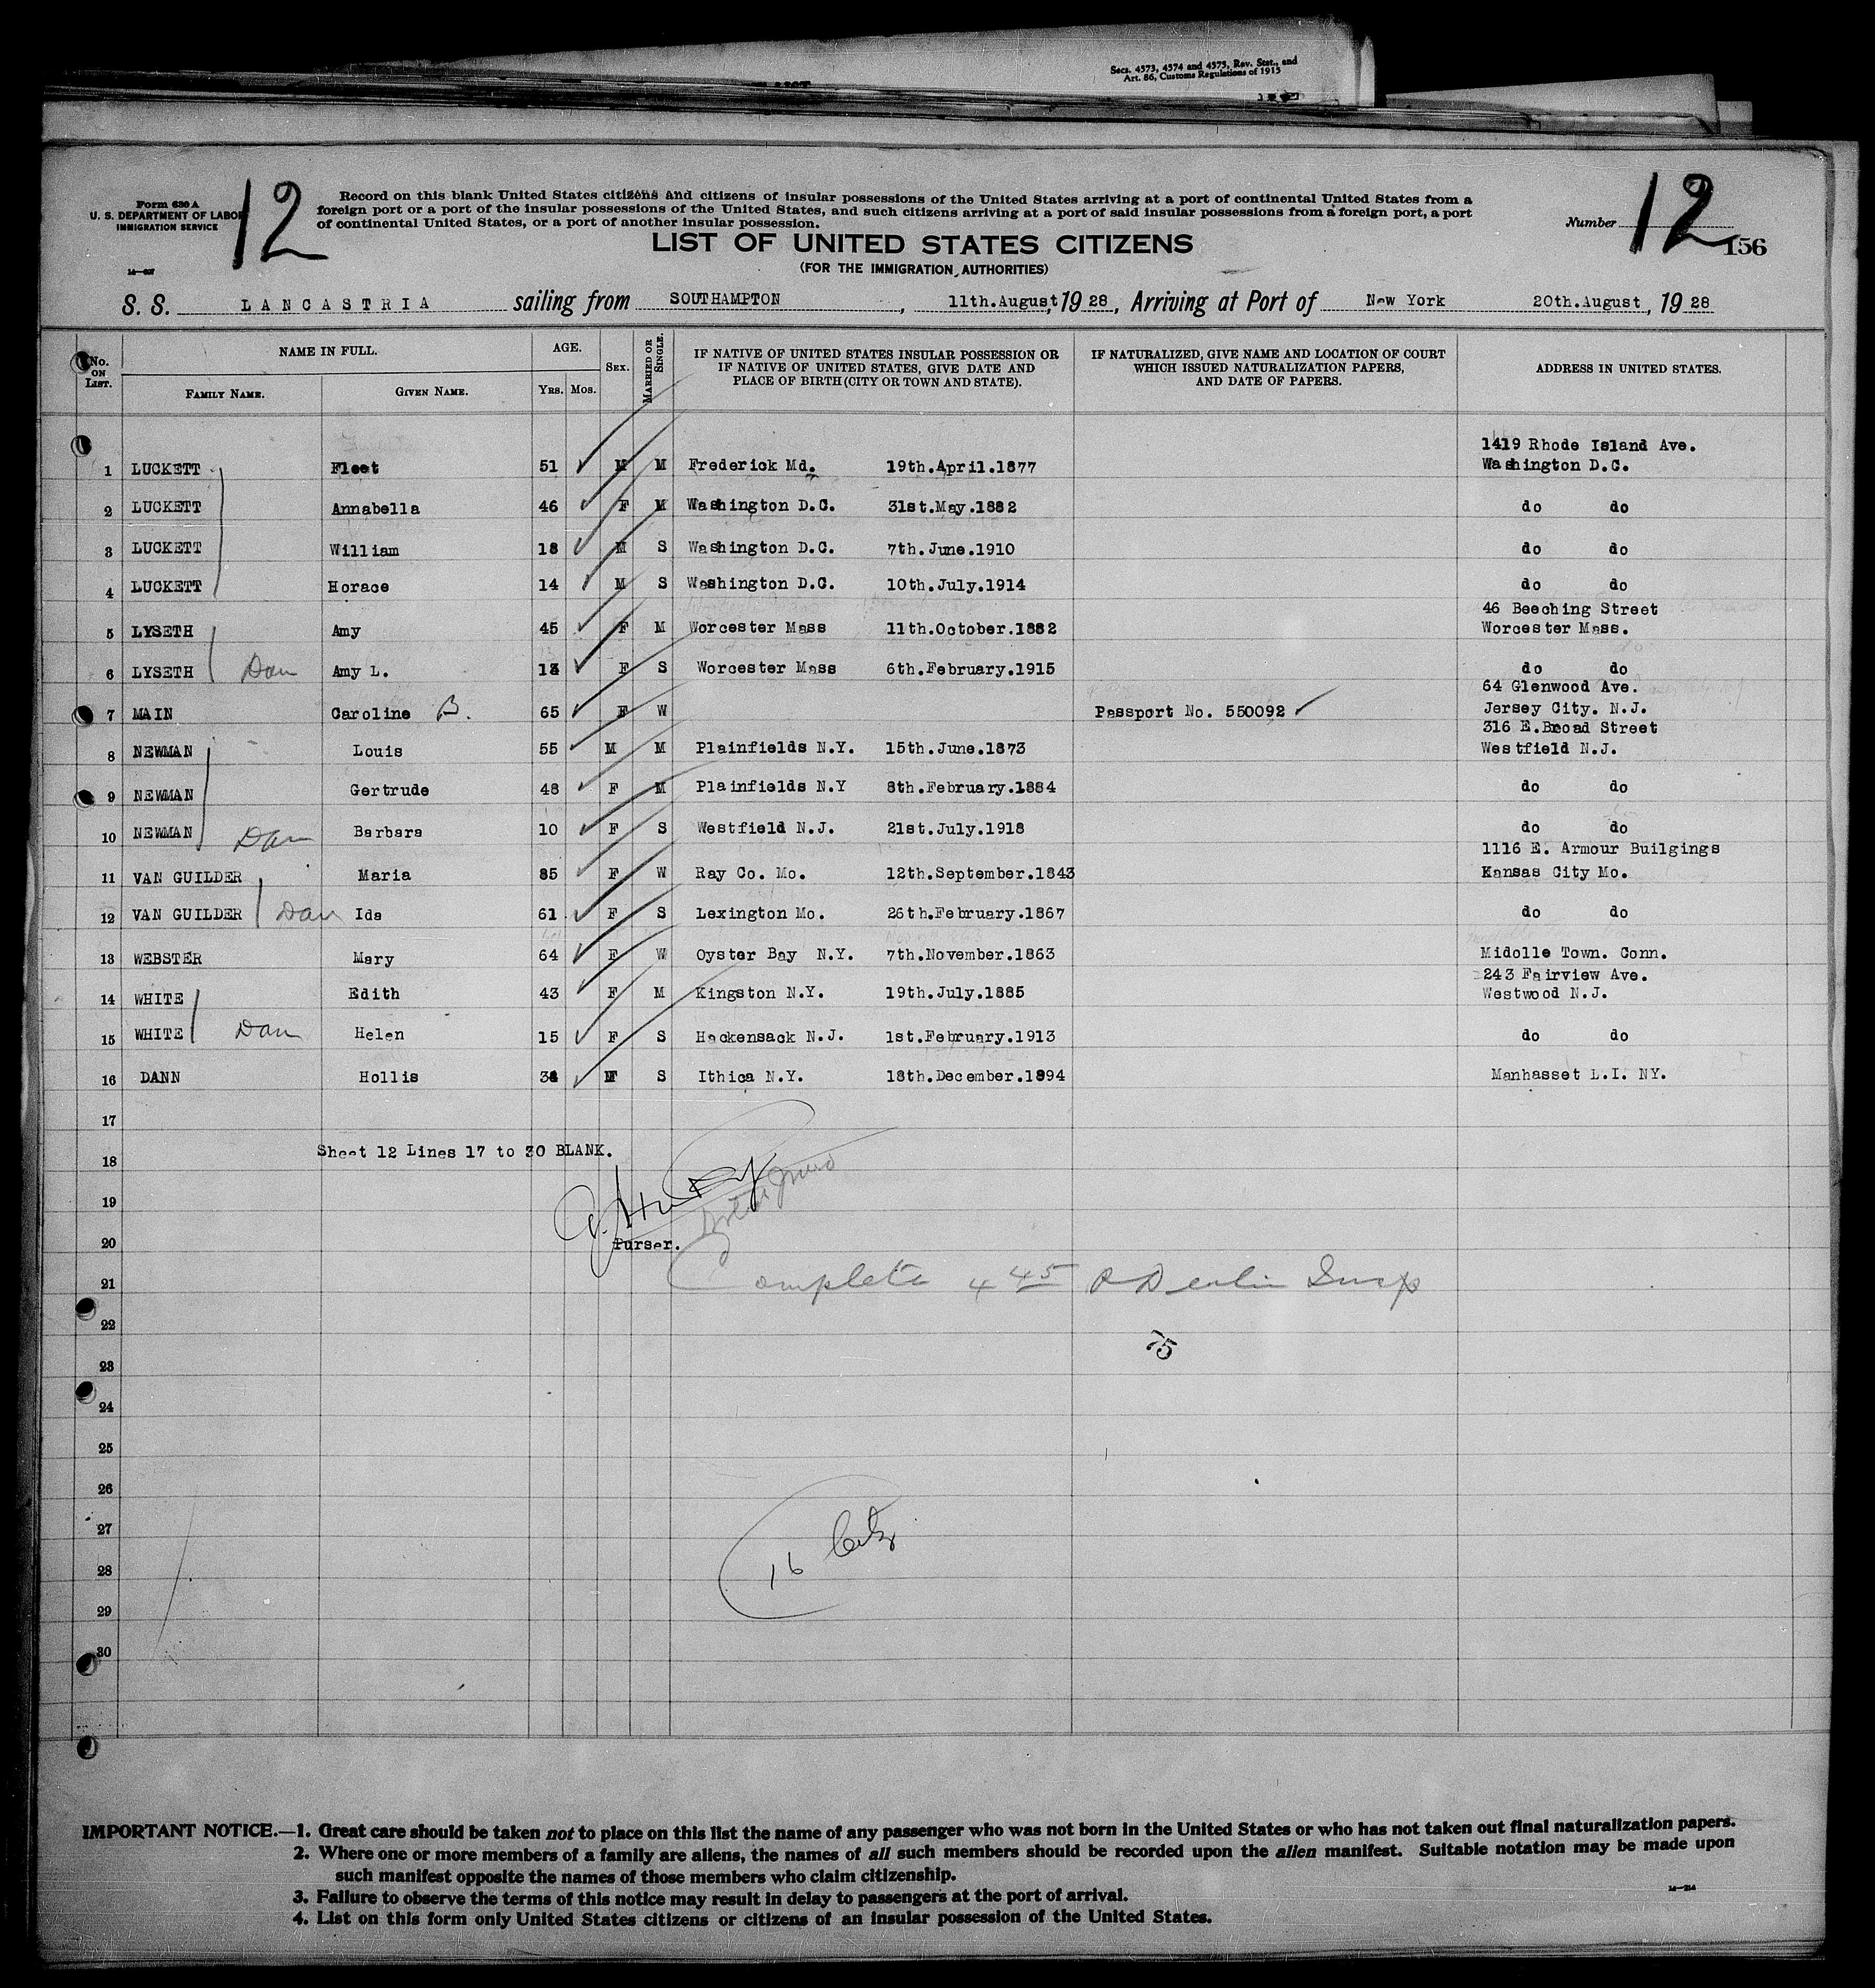 Secs. 4573, 4574 and 4575, Rev. Stat., and
Art. 86, Customs Regulations of 1915
Form 630 A
U. S. DEPARTMENT OF LABOR
IMMIGRATION SERVICE
12
Record on this blank United States citizens and citizens of insular possessions of the United States arriving at a port of continental United States from a
foreign port or a port of the insular possessions of the United States, and such citizens arriving at a port of said insular possessions from a foreign port, a port
of continental United States, or a port of another insular possession.
Number 12
156
LIST OF UNITED STATES CITIZENS
(FOR THE IMMIGRATION AUTHORITIES)
S. S. LANCASTRIA sailing from SOUTHAMPTON, 11th.August, 1928, Arriving at Port of New York 20th.August, 1928
No. ON LIST. NAME IN FULL. AGE. SEX. MARRIED OR SINGLE. IF NATIVE OF UNITED STATES INSULAR POSSESSION OR IF NATIVE OF UNITED STATES, GIVE DATE AND PLACE OF BIRTH (CITY OR TOWN AND STATE). IF NATURALIZED, GIVE NAME AND LOCATION OF COURT WHICH ISSUED NATURALIZATION PAPERS, AND DATE OF PAPERS. ADDRESS IN UNITED STATES.
FAMILY NAME. GIVEN NAME. YRS. MOS.
1419 Rhode Island Ave.
1 LUCKETT Fleet 51 M M Frederick Md. 19th.April.1877 Washington D.C.
2 LUCKETT Annabella 46 F M Washington D.C. 31st.May.1882 do do
3 LUCKETT William 18 M S Washington D.C. 7th.June.1910 do do
4 LUCKETT Horace 14 M S Washington D.C. 10th.July.1914 do do
46 Beeching Street
5 LYSETH Amy 45 F M Worcester Mass 11th.October.1882 Worcester Mass.
6 LYSETH Dau Amy L. 13 F S Worcester Mass 6th.February.1915 do do
64 Glenwood Ave.
7 MAIN Caroline B. 65 F W Passport No. 550092 Jersey City. N.J.
316 E.Broad Street
8 NEWMAN Louis 55 M M Plainfields N.Y. 15th.June.1873 Westfield N.J.
9 NEWMAN Gertrude 48 F M Plainfields N.Y 8th.February.1884 do do
10 NEWMAN Dau Barbara 10 F S Westfield N.J. 21st.July.1918 do do
1116 E. Armour Builgings
11 VAN GUILDER Maria 85 F W Ray Co. Mo. 12th.September.1843 Kansas City Mo.
12 VAN GUILDER Dau Ida 61 F S Lexington Mo. 26th.February.1867 do do
13 WEBSTER Mary 64 F W Oyster Bay N.Y. 7th.November.1863 Midolle Town. Conn.
243 Fairview Ave.
14 WHITE Edith 43 F M Kingston N.Y. 19th.July.1885 Westwood N.J.
15 WHITE Dau Helen 15 F S Hackensack N.J. 1st.February.1913 do do
16 DANN Hollis 34 S Ithica N.Y. 18th.December.1894 Manhasset L.I. NY.
17
Sheet 12 Lines 17 to 30 BLANK.
18
19
20 Purser.
21 Complete 4 45 Insp
22
75
23
24
25
26
27
16
28
29
30
IMPORTANT NOTICE.—1. Great care should be taken not to place on this list the name of any passenger who was not born in the United States or who has not taken out final naturalization papers.
2. Where one or more members of a family are aliens, the names of all such members should be recorded upon the alien manifest. Suitable notation may be made upon
such manifest opposite the names of those members who claim citizenship.
3. Failure to observe the terms of this notice may result in delay to passengers at the port of arrival.
4. List on this form only United States citizens or citizens of an insular possession of the United States.